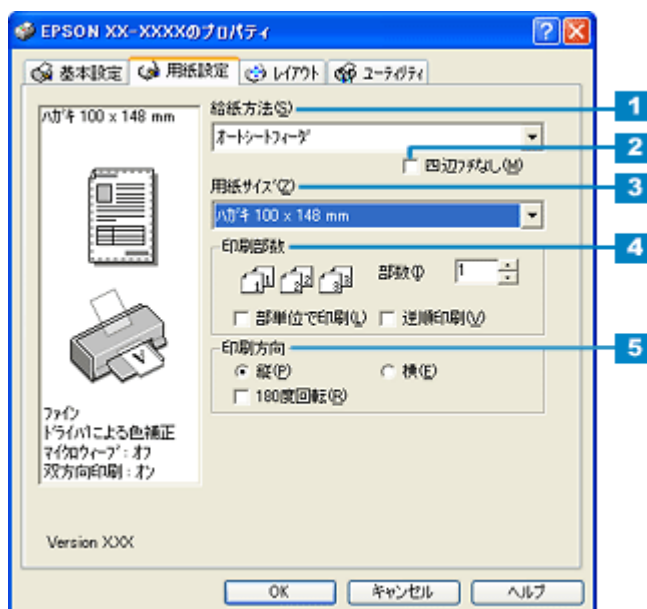 EPSON XX-XXXXのプロパティ
基本設定 用紙設定 レイアウト ユーティリティ
ハガキ 100 x 148 mm
給紙方法(S)
1
オートシートフィーダ
2
四辺フチなし(M)
用紙サイズ(Z)
3
ハガキ 100 x 148 mm
印刷部数
4
1 1 2 2 3 3
部数(I) 1
部単位で印刷(L) 逆順印刷(V)
印刷方向
5
縦(P) 横(E)
180度回転(R)
A
ファイン
ドライバによる色補正
マイクロウィーブ：オフ
双方向印刷：オン
Version XXX
OK キャンセル ヘルプ